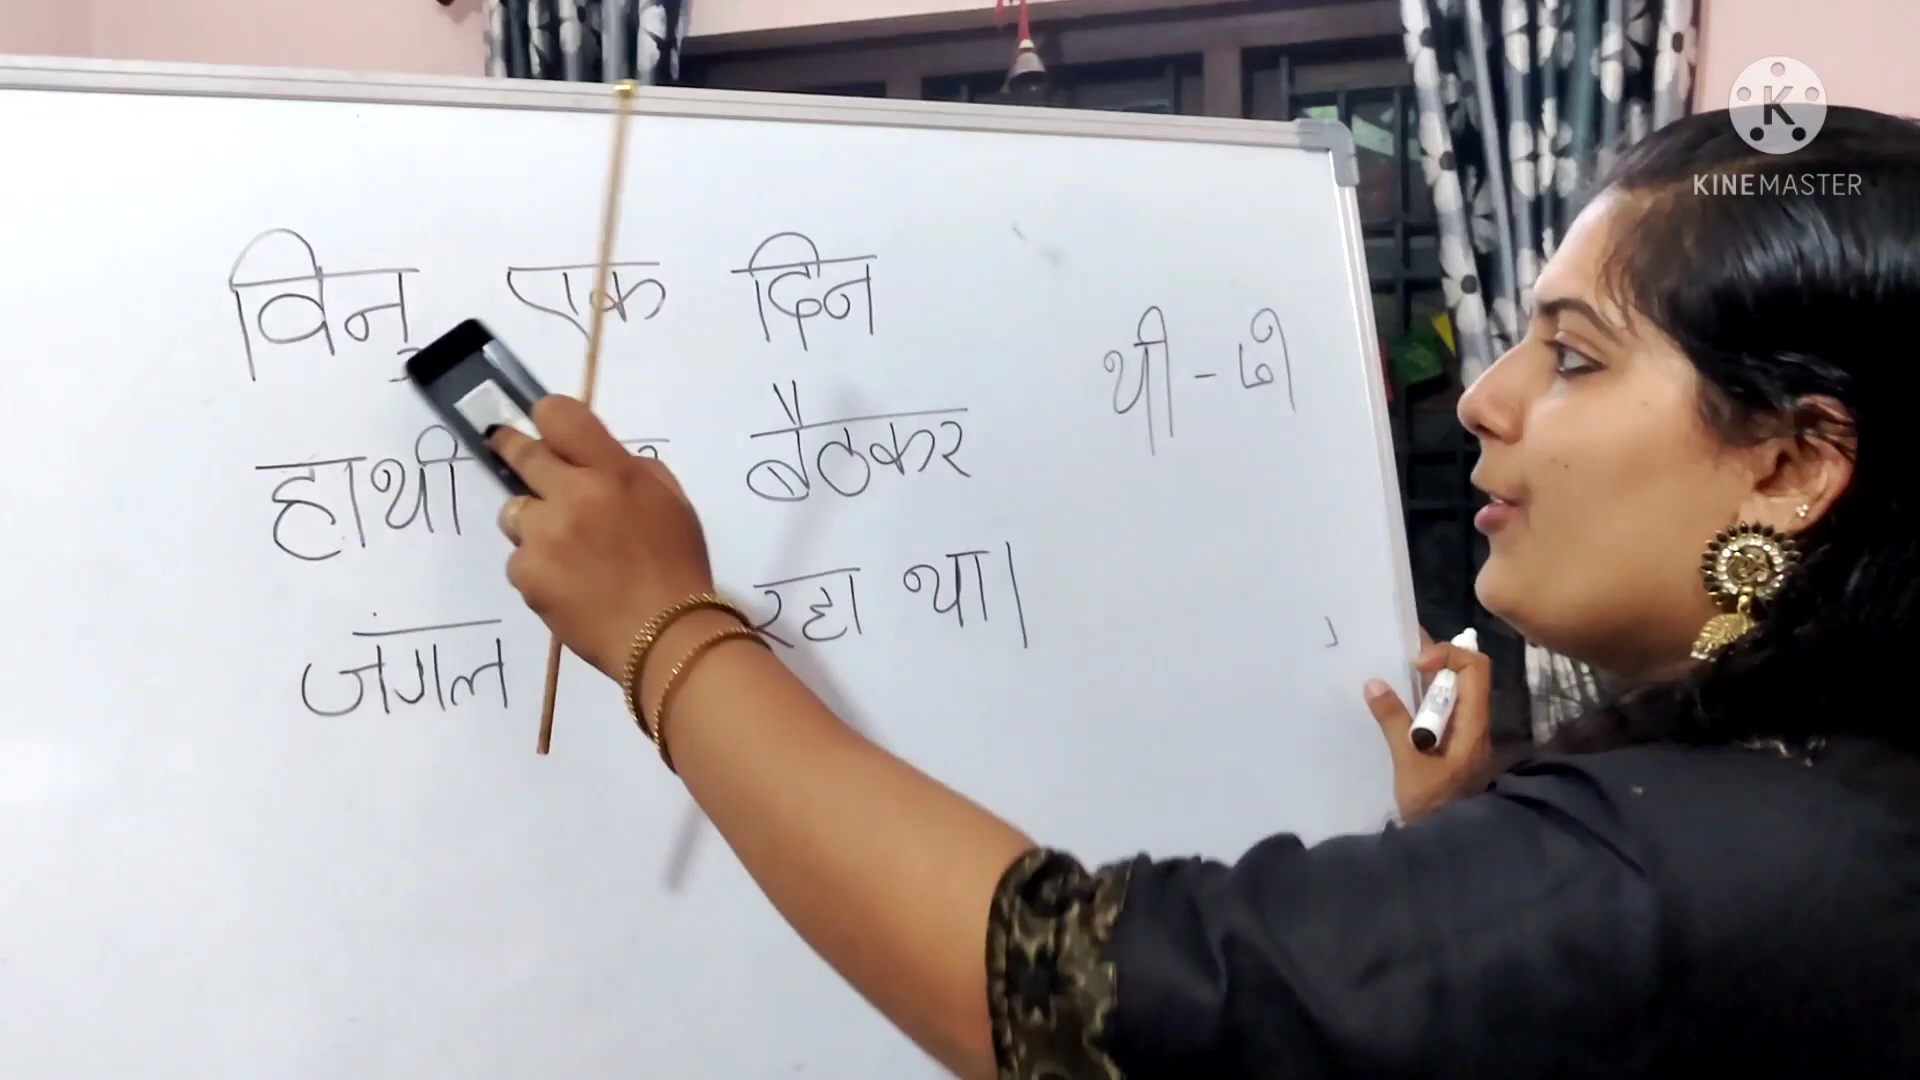 विनु एक दिन
हाथी बैठकर
जंगल रहा था।
थी - ഥി
KINEMASTER